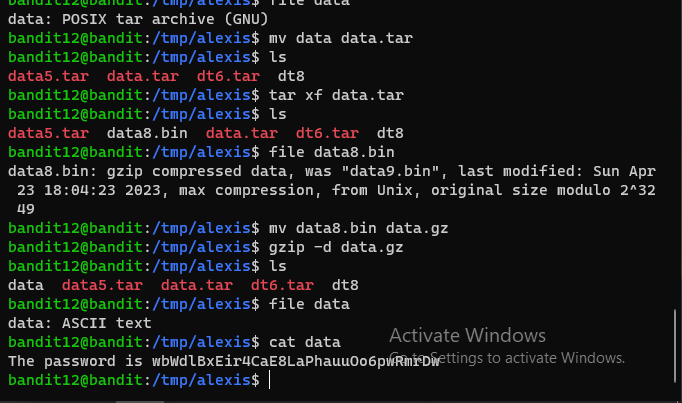 bandit12@bandit:/tmp/alexis$ file data
data: POSIX tar archive (GNU)
bandit12@bandit:/tmp/alexis$ mv data data.tar
bandit12@bandit:/tmp/alexis$ ls
data5.tar  data.tar  dt6.tar  dt8
bandit12@bandit:/tmp/alexis$ tar xf data.tar
bandit12@bandit:/tmp/alexis$ ls
data5.tar  data8.bin  data.tar  dt6.tar  dt8
bandit12@bandit:/tmp/alexis$ file data8.bin
data8.bin: gzip compressed data, was "data9.bin", last modified: Sun Apr
 23 18:04:23 2023, max compression, from Unix, original size modulo 2^32
 49
bandit12@bandit:/tmp/alexis$ mv data8.bin data.gz
bandit12@bandit:/tmp/alexis$ gzip -d data.gz
bandit12@bandit:/tmp/alexis$ ls
data  data5.tar  data.tar  dt6.tar  dt8
bandit12@bandit:/tmp/alexis$ file data
data: ASCII text
bandit12@bandit:/tmp/alexis$ cat data
Activate Windows
The password is wbWdlBxEir4CaE8LaPhauuOo6pwRmrDw
Go to Settings to activate Windows.
bandit12@bandit:/tmp/alexis$